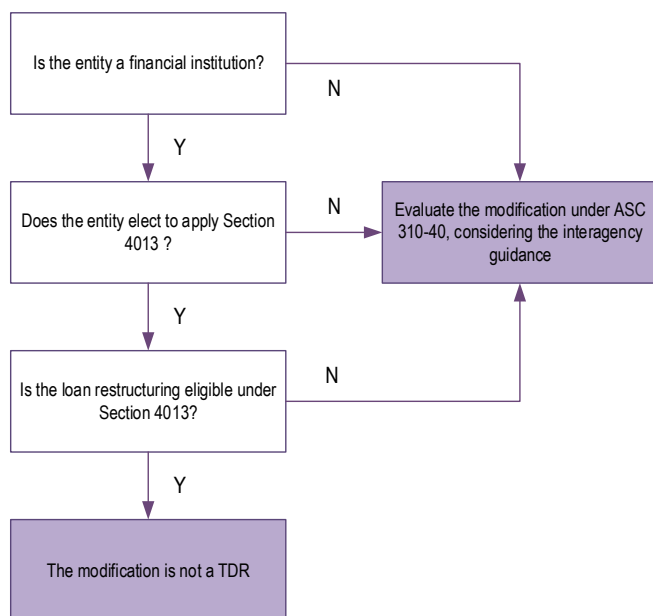 Is the entity a financial institution?
N
Y
Does the entity elect to apply Section
4013 ?
N
Evaluate the modification under ASC
310-40, considering the interagency
guidance
Y
Is the loan restructuring eligible under
Section 4013?
N
Y
The modification is not a TDR